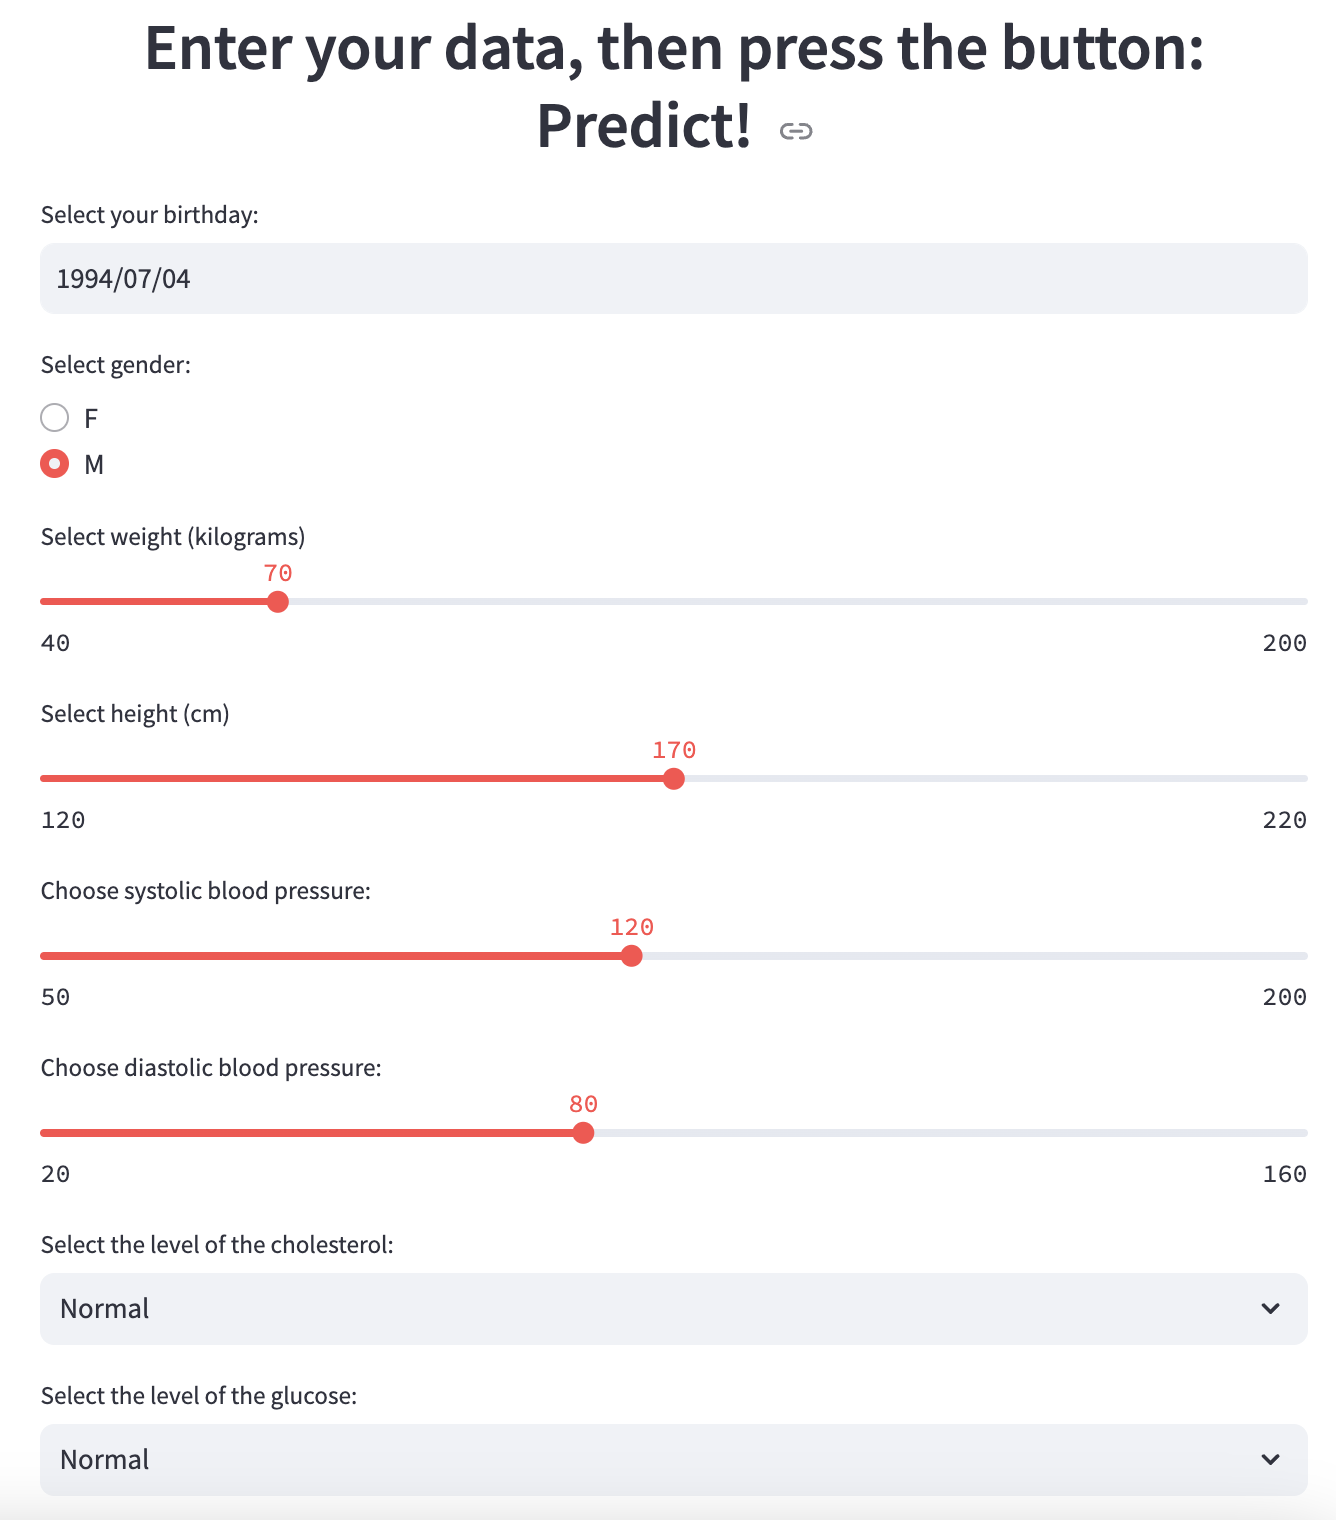 Enter your data, then press the button:
Predict!
Select your birthday:
1994/07/04
Select gender:
F
M
Select weight (kilograms)
70
40 200
Select height (cm)
170
120 220
Choose systolic blood pressure:
120
50 200
Choose diastolic blood pressure:
80
20 160
Select the level of the cholesterol:
Normal
Select the level of the glucose:
Normal